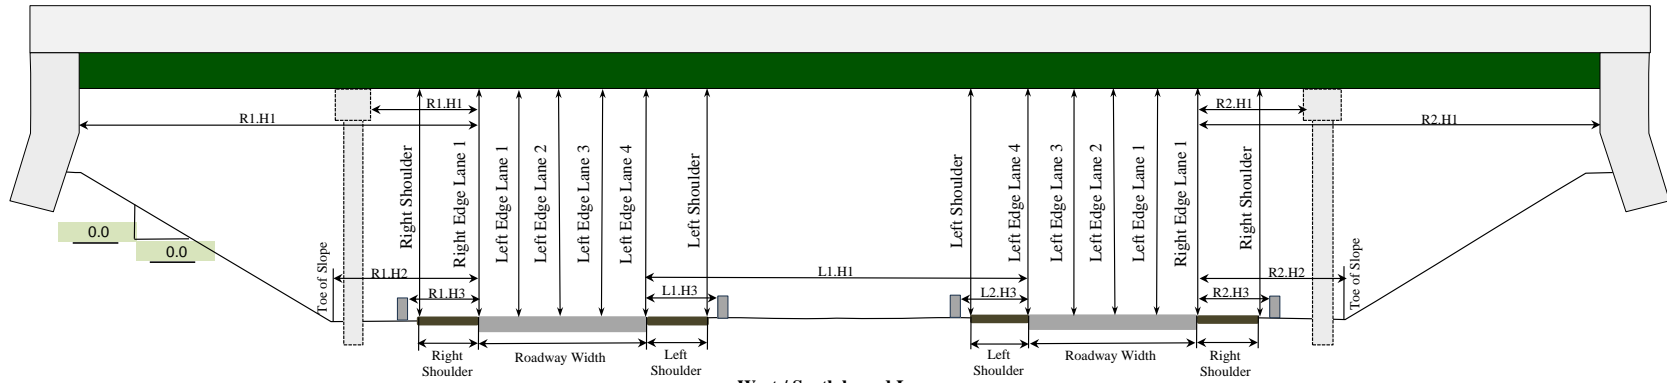 R1.H1
R2.H1
R1.H1
R2.H1
Right Shoulder
Right Edge Lane 1
Left Edge Lane 1
Left Edge Lane 2
Left Edge Lane 3
Left Edge Lane 4
Left Shoulder
Left Shoulder
Left Edge Lane 4
Left Edge Lane 3
Left Edge Lane 2
Left Edge Lane 1
Right Edge Lane 1
Right Shoulder
0.0
0.0
Toe of Slope
R1.H2
L1.H1
R2.H2
Toe of Slope
R1.H3
L1.H3
L2.H3
R2.H3
Right
Shoulder
Roadway Width
Left
Shoulder
Left
Shoulder
Roadway Width
Right
Shoulder